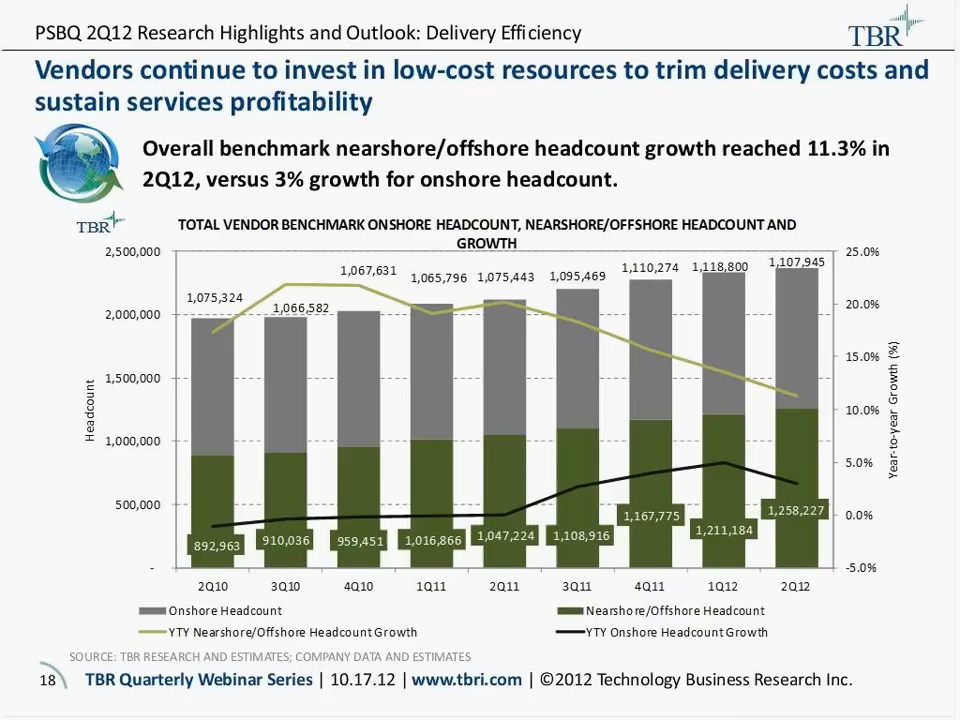 PSBQ 2Q12 Research Highlights and Outlook: Delivery Efficiency
TBR
Vendors continue to invest in low-cost resources to trim delivery costs and
sustain services profitability
Overall benchmark nearshore/offshore headcount growth reached 11.3% in
2Q12, versus 3% growth for onshore headcount.
TBR
TOTAL VENDOR BENCHMARK ONSHORE HEADCOUNT, NEARSHORE/OFFSHORE HEADCOUNT AND
GROWTH
Headcount
2,500,000
2,000,000
1,500,000
1,000,000
500,000
-
1,075,324
1,066,582
1,067,631
1,065,796
1,075,443
1,095,469
1,110,274
1,118,800
1,107,945
892,963
910,036
959,451
1,016,866
1,047,224
1,108,916
1,167,775
1,211,184
1,258,227
25.0%
20.0%
15.0%
10.0%
5.0%
0.0%
-5.0%
Year-to-year Growth (%)
2Q10 3Q10 4Q10 1Q11 2Q11 3Q11 4Q11 1Q12 2Q12
Onshore Headcount
Nearshore/Offshore Headcount
YTY Nearshore/Offshore Headcount Growth
YTY Onshore Headcount Growth
SOURCE: TBR RESEARCH AND ESTIMATES; COMPANY DATA AND ESTIMATES
18 TBR Quarterly Webinar Series | 10.17.12 | www.tbri.com | ©2012 Technology Business Research Inc.